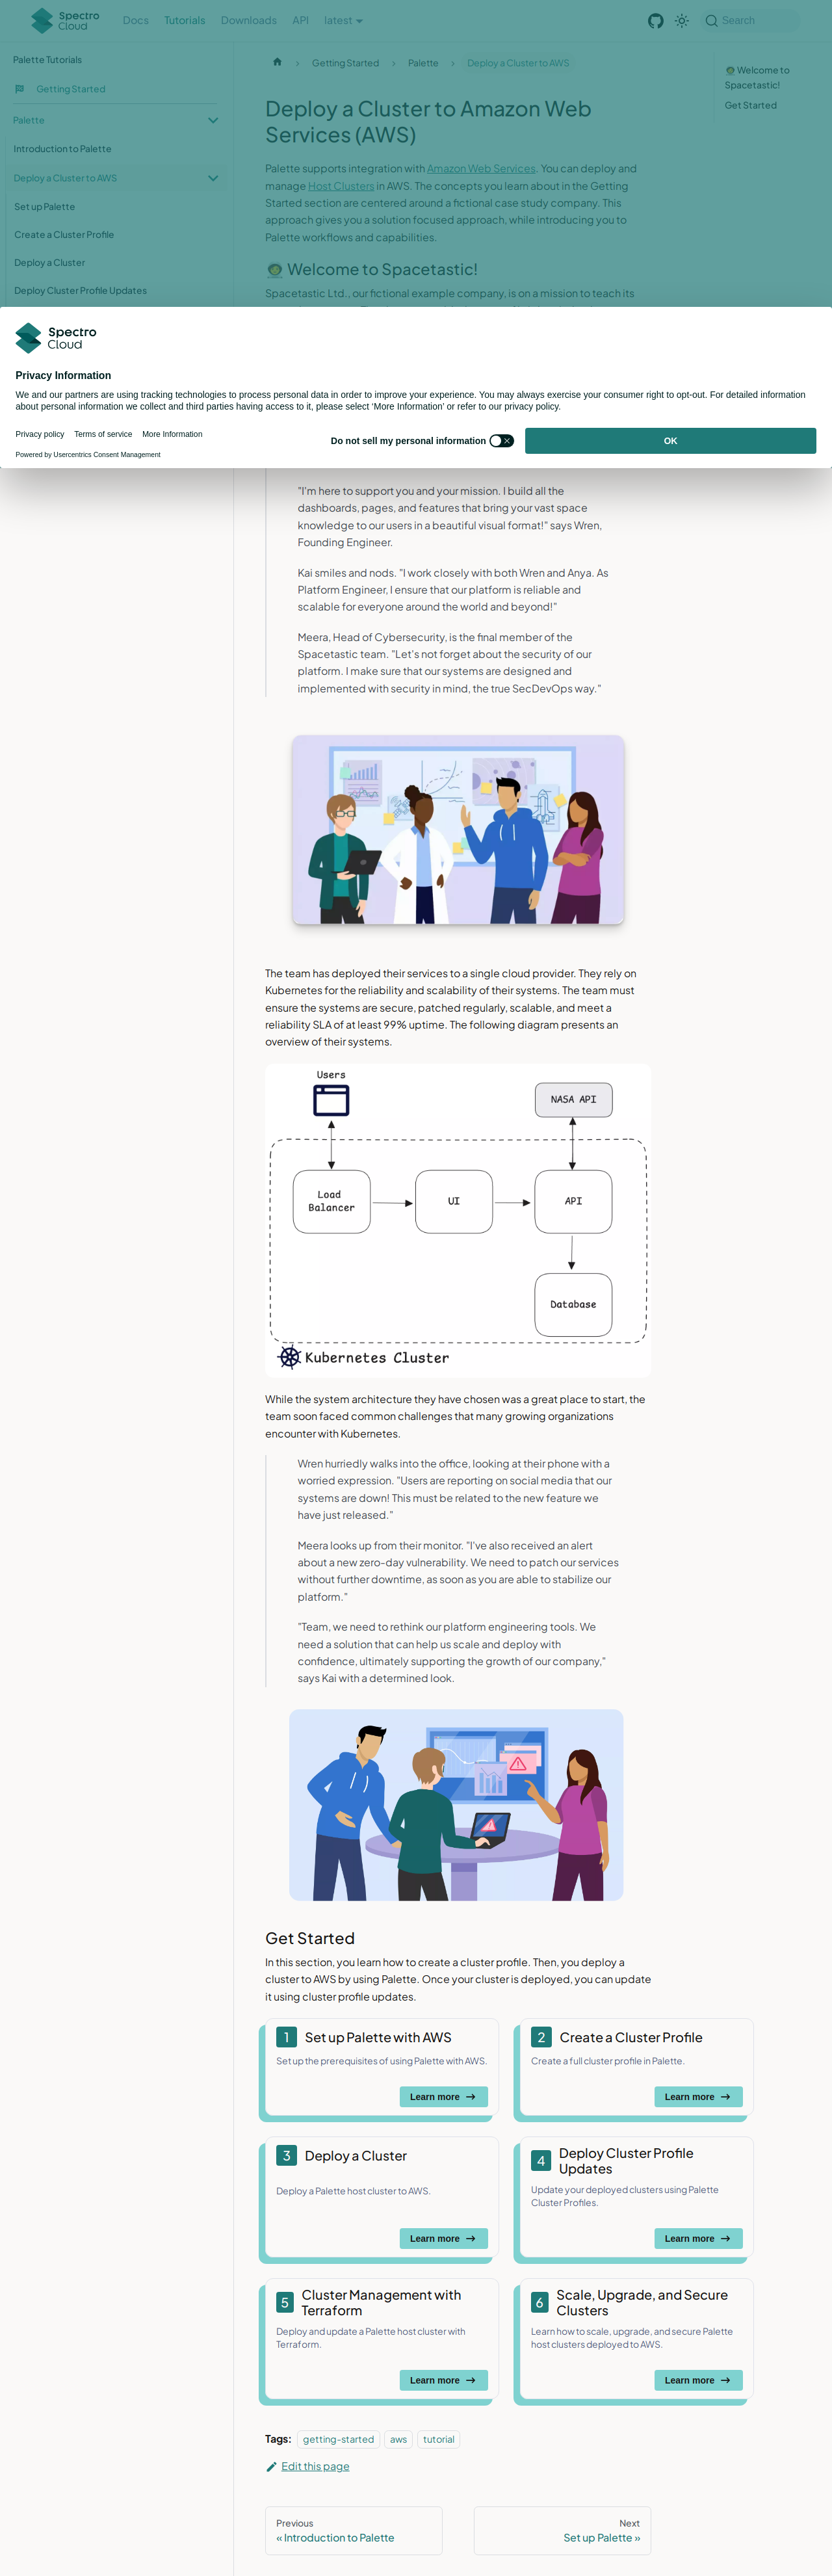 Spectro Cloud
Docs
Tutorials
Downloads
API
latest
Search
Palette Tutorials
Getting Started
Palette
Introduction to Palette
Deploy a Cluster to AWS
Set up Palette
Create a Cluster Profile
Deploy a Cluster
Deploy Cluster Profile Updates
Getting Started
Palette
Deploy a Cluster to AWS
Welcome to
Spacetastic!
Get Started
Deploy a Cluster to Amazon Web
Services (AWS)
Palette supports integration with Amazon Web Services. You can deploy and
manage Host Clusters in AWS. The concepts you learn about in the Getting
Started section are centered around a fictional case study company. This
approach gives you a solution focused approach, while introducing you to
Palette workflows and capabilities.
Welcome to Spacetastic!
Spacetastic Ltd., our fictional example company, is on a mission to teach its
Spectro
Cloud
Privacy Information
We and our partners are using tracking technologies to process personal data in order to improve your experience. You may always exercise your consumer right to opt-out. For detailed information
about personal information we collect and third parties having access to it, please select 'More Information' or refer to our privacy policy.
Privacy policy
Terms of service
More Information
Do not sell my personal information
OK
Powered by Usercentrics Consent Management
"I'm here to support you and your mission. I build all the
dashboards, pages, and features that bring your vast space
knowledge to our users in a beautiful visual format!" says Wren,
Founding Engineer.
Kai smiles and nods. "I work closely with both Wren and Anya. As
Platform Engineer, I ensure that our platform is reliable and
scalable for everyone around the world and beyond!"
Meera, Head of Cybersecurity, is the final member of the
Spacetastic team. "Let's not forget about the security of our
platform. I make sure that our systems are designed and
implemented with security in mind, the true SecDevOps way."
The team has deployed their services to a single cloud provider. They rely on
Kubernetes for the reliability and scalability of their systems. The team must
ensure the systems are secure, patched regularly, scalable, and meet a
reliability SLA of at least 99% uptime. The following diagram presents an
overview of their systems.
Users
NASA API
Load
Balancer
UI
API
Database
Kubernetes Cluster
While the system architecture they have chosen was a great place to start, the
team soon faced common challenges that many growing organizations
encounter with Kubernetes.
Wren hurriedly walks into the office, looking at their phone with a
worried expression. "Users are reporting on social media that our
systems are down! This must be related to the new feature we
have just released."
Meera looks up from their monitor. "I've also received an alert
about a new zero-day vulnerability. We need to patch our services
without further downtime, as soon as you are able to stabilize our
platform."
"Team, we need to rethink our platform engineering tools. We
need a solution that can help us scale and deploy with
confidence, ultimately supporting the growth of our company,"
says Kai with a determined look.
Get Started
In this section, you learn how to create a cluster profile. Then, you deploy a
cluster to AWS by using Palette. Once your cluster is deployed, you can update
it using cluster profile updates.
1 Set up Palette with AWS
Set up the prerequisites of using Palette with AWS.
Learn more
2 Create a Cluster Profile
Create a full cluster profile in Palette.
Learn more
3 Deploy a Cluster
Deploy a Palette host cluster to AWS.
Learn more
4 Deploy Cluster Profile
Updates
Update your deployed clusters using Palette
Cluster Profiles.
Learn more
5 Cluster Management with
Terraform
Deploy and update a Palette host cluster with
Terraform.
Learn more
6 Scale, Upgrade, and Secure
Clusters
Learn how to scale, upgrade, and secure Palette
host clusters deployed to AWS.
Learn more
Tags:
getting-started
aws
tutorial
Edit this page
Previous
« Introduction to Palette
Next
Set up Palette »